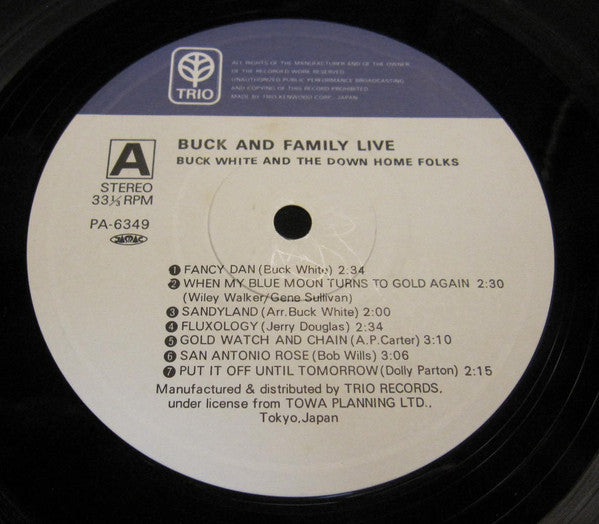 TRIO
ALL RIGHTS OF THE MANUFACTURER AND OF THE OWNER
OF THE RECORDED WORK RESERVED
UNAUTHORIZED PUBLIC PERFORMANCE BROADCASTING
AND COPYING OF THIS RECORD PROHIBITED
MADE BY TRIO-KENWOOD CORP., JAPAN
BUCK AND FAMILY LIVE
BUCK WHITE AND THE DOWN HOME FOLKS
A
STEREO
33⅓ RPM
PA-6349
JASRAC
❶ FANCY DAN (Buck White) 2:34
❷ WHEN MY BLUE MOON TURNS TO GOLD AGAIN 2:30
(Wiley Walker/Gene Sullivan)
❸ SANDYLAND (Arr. Buck White) 2:00
❹ FLUXOLOGY (Jerry Douglas) 2:34
❺ GOLD WATCH AND CHAIN (A.P. Carter) 3:10
❻ SAN ANTONIO ROSE (Bob Wills) 3:06
❼ PUT IT OFF UNTIL TOMORROW (Dolly Parton) 2:15
Manufactured & distributed by TRIO RECORDS,
under license from TOWA PLANNING LTD.,
Tokyo, Japan